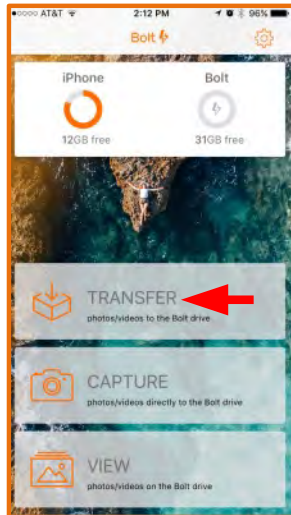 AT&T 2:12 PM 96%
Bolt
iPhone Bolt
12GB free 31GB free
TRANSFER
photos/videos to the Bolt drive
CAPTURE
photos/videos directly to the Bolt drive
VIEW
photos/videos on the Bolt drive